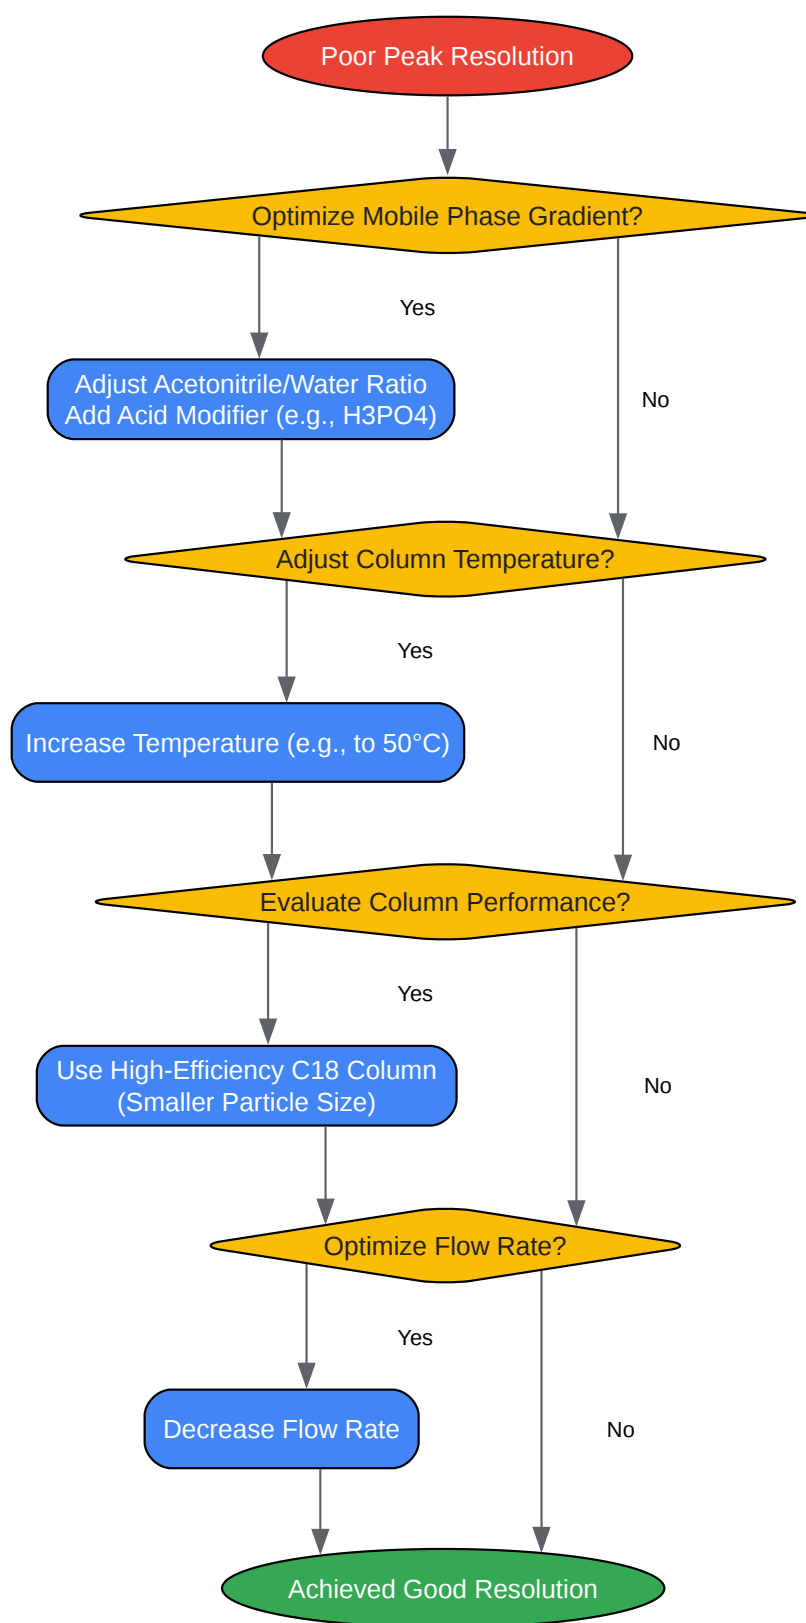 Poor Peak Resolution
Optimize Mobile Phase Gradient?
Yes
Adjust Acetonitrile/Water Ratio
Add Acid Modifier (e.g., H3PO4)
No
Adjust Column Temperature?
Yes
Increase Temperature (e.g., to 50°C)
No
Evaluate Column Performance?
Yes
Use High-Efficiency C18 Column
(Smaller Particle Size)
No
Optimize Flow Rate?
Yes
Decrease Flow Rate
No
Achieved Good Resolution